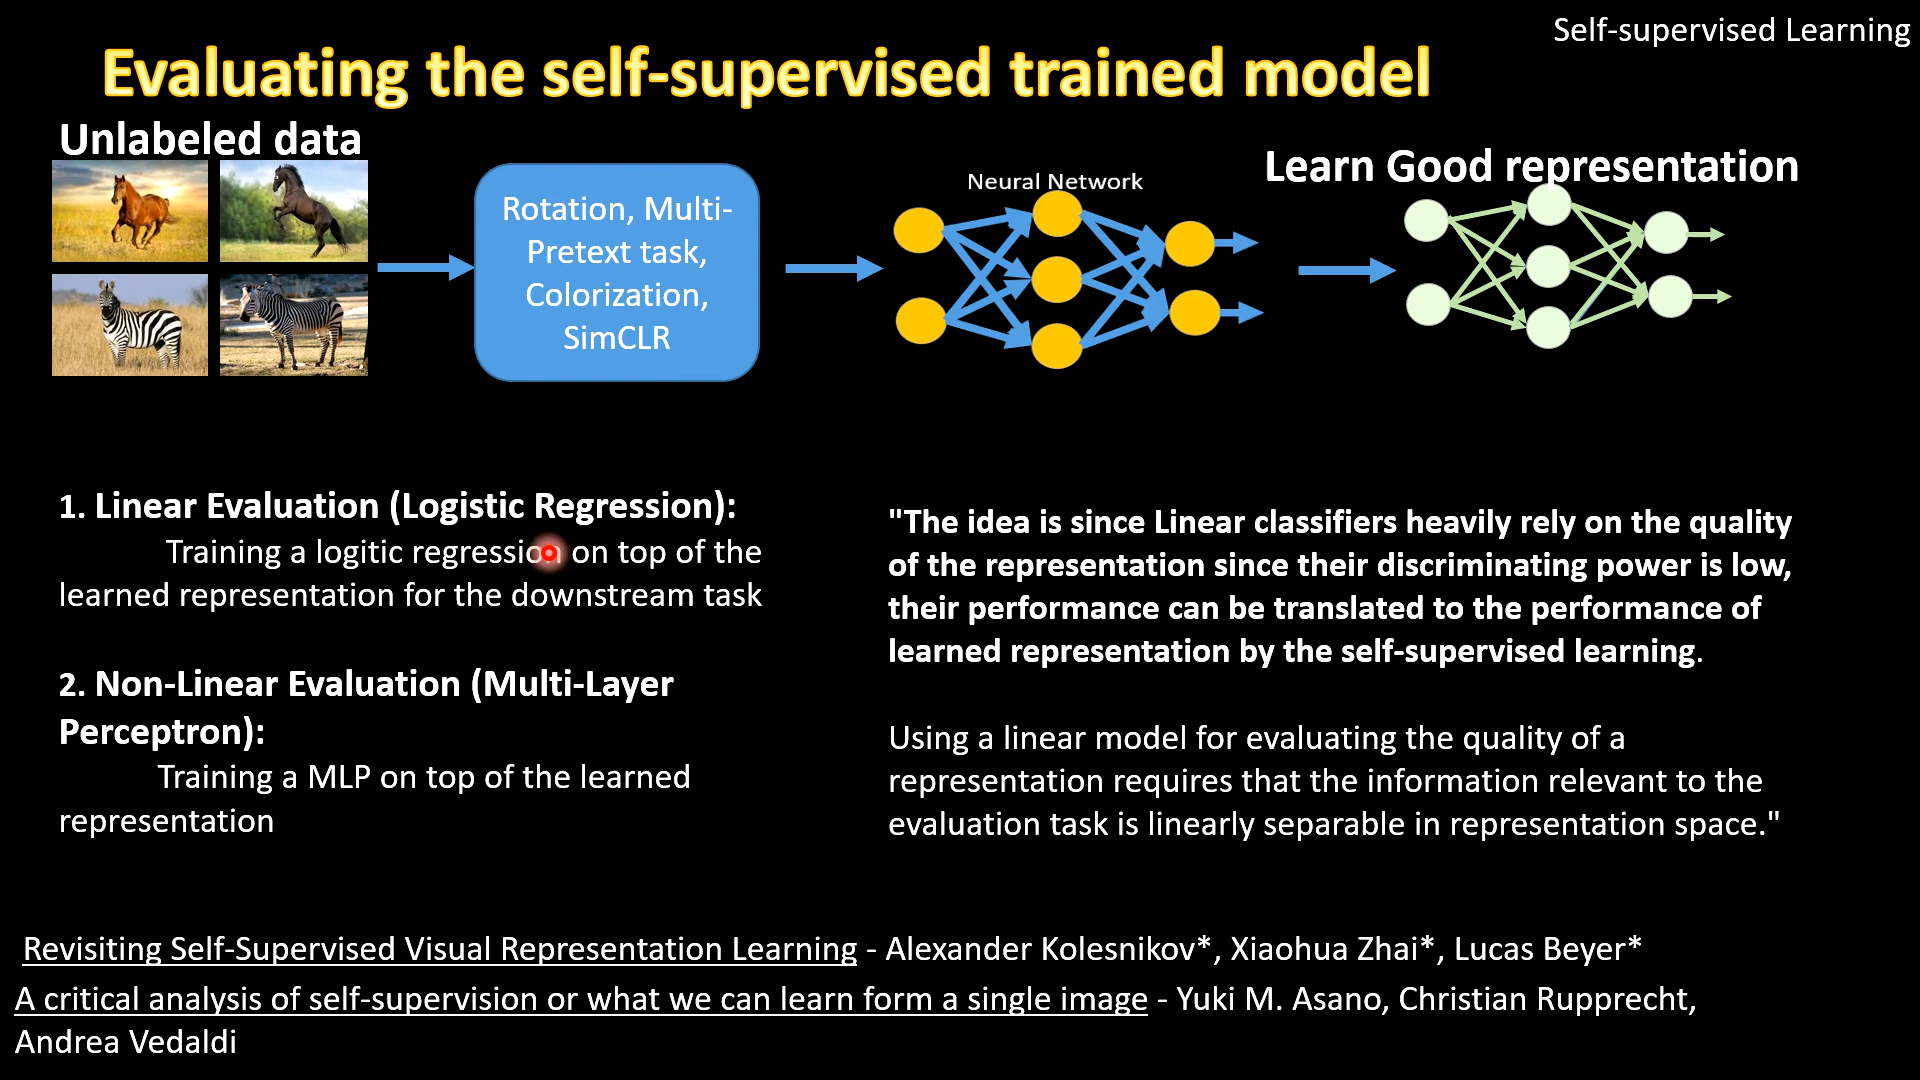 Self-supervised Learning
Evaluating the self-supervised trained model
Unlabeled data
Rotation, Multi-
Pretext task,
Colorization,
SimCLR
Neural Network
Learn Good representation
1. Linear Evaluation (Logistic Regression):
Training a logitic regression on top of the
learned representation for the downstream task
2. Non-Linear Evaluation (Multi-Layer
Perceptron):
Training a MLP on top of the learned
representation
"The idea is since Linear classifiers heavily rely on the quality
of the representation since their discriminating power is low,
their performance can be translated to the performance of
learned representation by the self-supervised learning.
Using a linear model for evaluating the quality of a
representation requires that the information relevant to the
evaluation task is linearly separable in representation space."
Revisiting Self-Supervised Visual Representation Learning - Alexander Kolesnikov*, Xiaohua Zhai*, Lucas Beyer*
A critical analysis of self-supervision or what we can learn form a single image - Yuki M. Asano, Christian Rupprecht,
Andrea Vedaldi